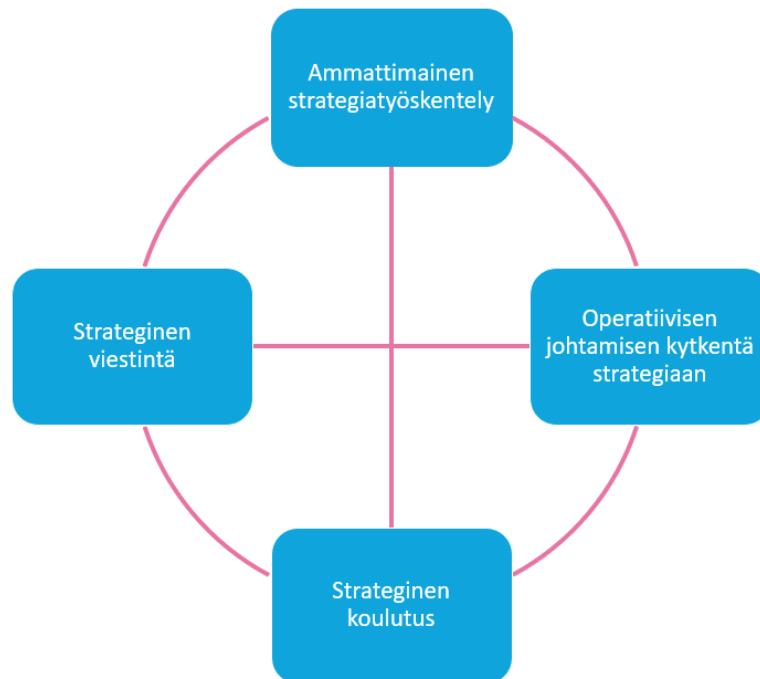 Ammattimainen
strategiatyöskentely
Strateginen
viestintä
Operatiivisen
johtamisen kytkentä
strategiaan
Strateginen
koulutus